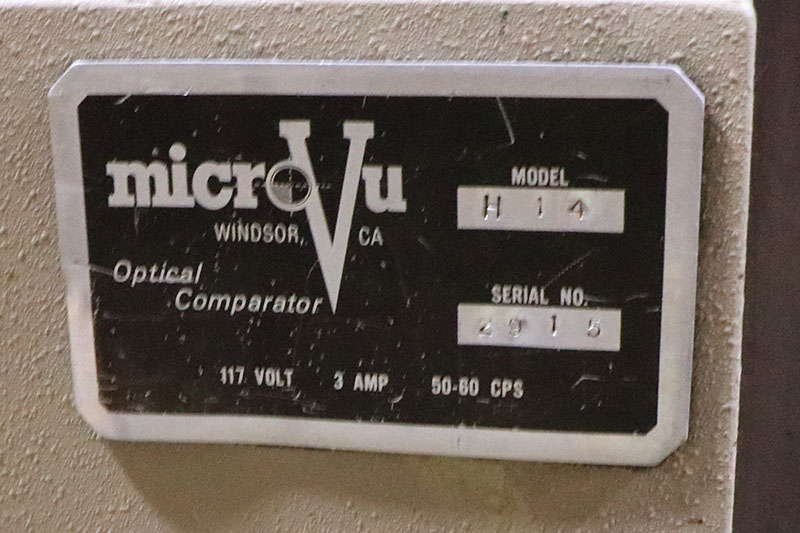 microVu
WINDSOR, CA
Optical
Comparator
MODEL
H 14
SERIAL NO.
2915
117 VOLT 3 AMP 50-60 CPS